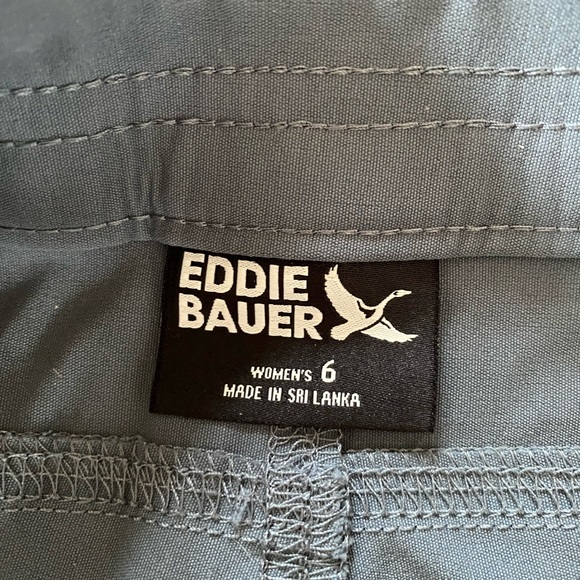 EDDIE
BAUER
WOMEN'S 6
MADE IN SRI LANKA